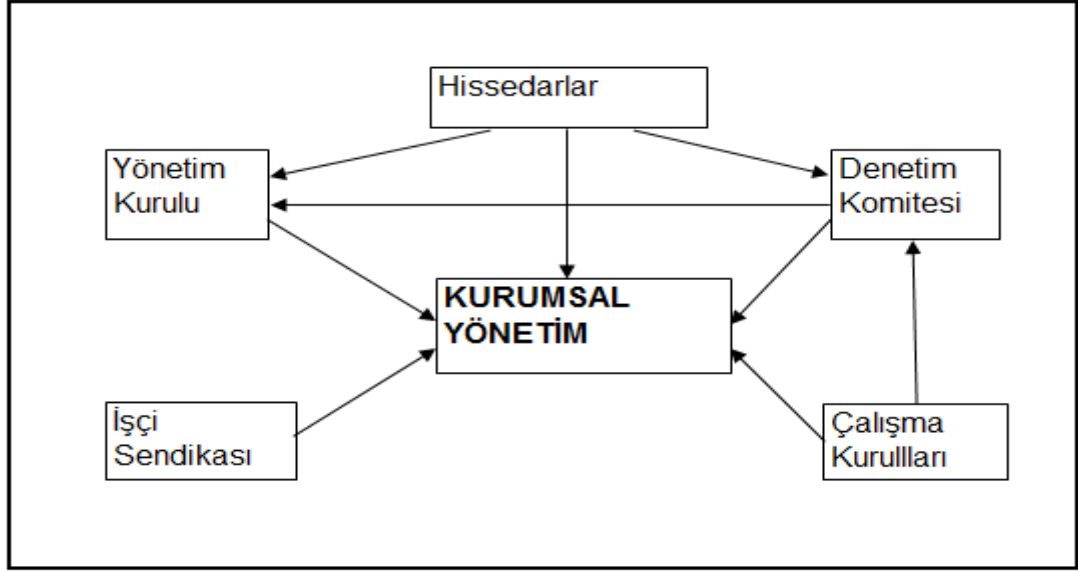 Hissedarlar
Yönetim
Kurulu
Denetim
Komitesi
KURUMSAL
YÖNETİM
İşçi
Sendikası
Çalışma
Kurullları